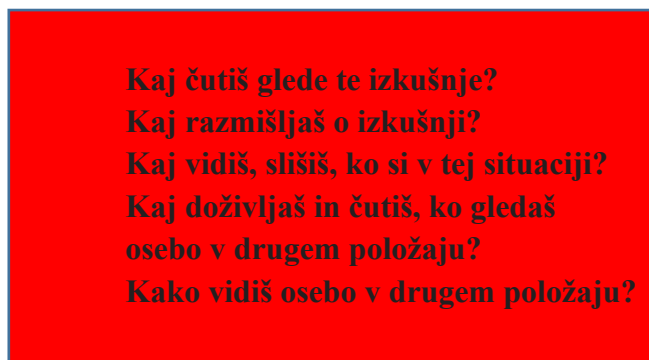 Kaj čutiš glede te izkušnje?
Kaj razmišljaš o izkušnji?
Kaj vidiš, slišiš, ko si v tej situaciji?
Kaj doživljaš in čutiš, ko gledaš
osebo v drugem položaju?
Kako vidiš osebo v drugem položaju?